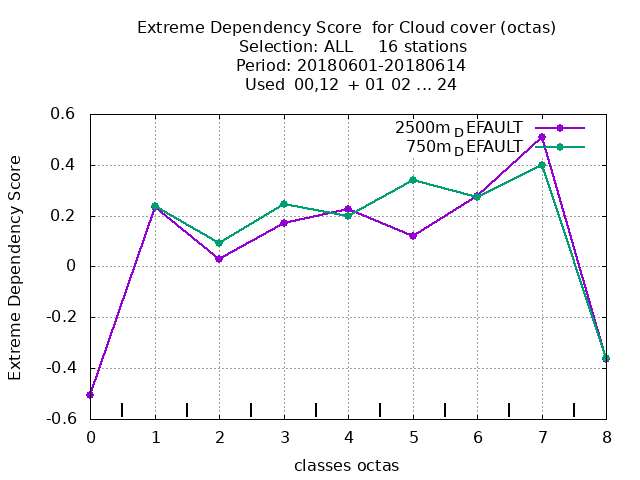 Extreme Dependency Score for Cloud cover (octas)
Selection: ALL 16 stations
Period: 20180601-20180614
Used 00,12 + 01 02 ... 24
2500m_DEFAULT
750m_DEFAULT
Extreme Dependency Score
0.6
0.4
0.2
0
-0.2
-0.4
-0.6
0 1 2 3 4 5 6 7 8
classes octas